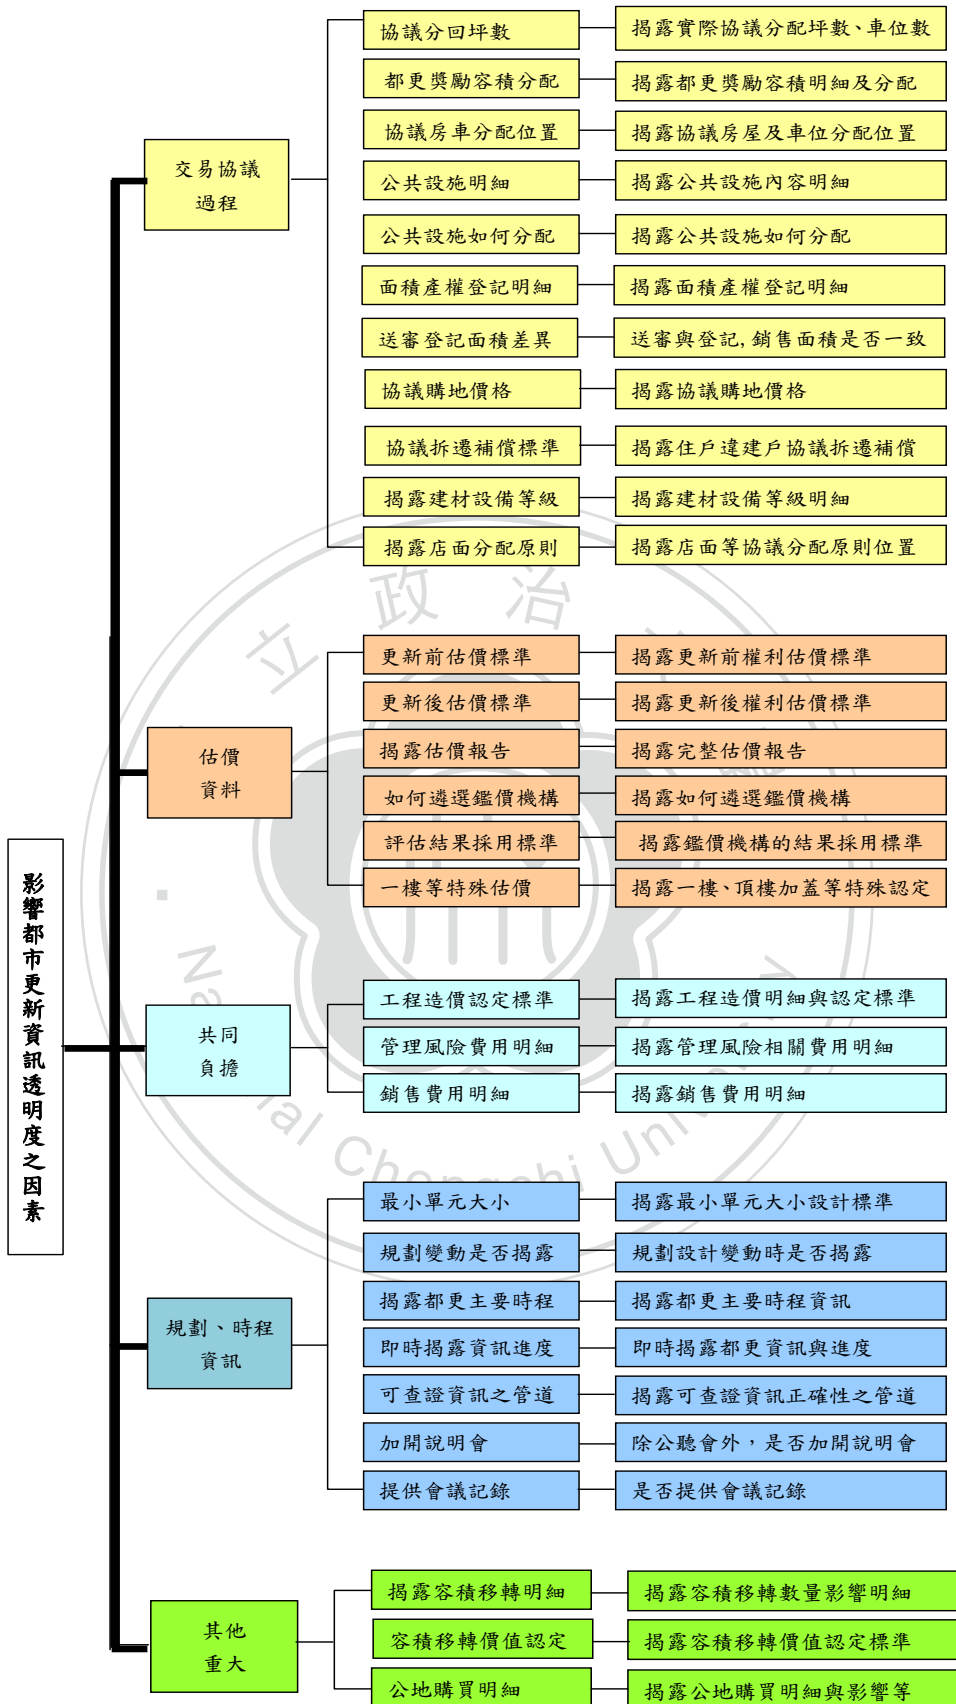 影響都市更新資訊透明度之因素
交易協議
過程
協議分回坪數
揭露實際協議分配坪數、車位數
都更獎勵容積分配
揭露都更獎勵容積明細及分配
協議房車分配位置
揭露協議房屋及車位分配位置
公共設施明細
揭露公共設施內容明細
公共設施如何分配
揭露公共設施如何分配
面積產權登記明細
揭露面積產權登記明細
送審登記面積差異
送審與登記,銷售面積是否一致
協議購地價格
揭露協議購地價格
協議拆遷補償標準
揭露住戶違建戶協議拆遷補償
揭露建材設備等級
揭露建材設備等級明細
揭露店面分配原則
揭露店面等協議分配原則位置
估價
資料
更新前估價標準
揭露更新前權利估價標準
更新後估價標準
揭露更新後權利估價標準
揭露估價報告
揭露完整估價報告
如何遴選鑑價機構
揭露如何遴選鑑價機構
評估結果採用標準
揭露鑑價機構的結果採用標準
一樓等特殊估價
揭露一樓、頂樓加蓋等特殊認定
共同
負擔
工程造價認定標準
揭露工程造價明細與認定標準
管理風險費用明細
揭露管理風險相關費用明細
銷售費用明細
揭露銷售費用明細
規劃、時程
資訊
最小單元大小
揭露最小單元大小設計標準
規劃變動是否揭露
規劃設計變動時是否揭露
揭露都更主要時程
揭露都更主要時程資訊
即時揭露資訊進度
即時揭露都更資訊與進度
可查證資訊之管道
揭露可查證資訊正確性之管道
加開說明會
除公聽會外，是否加開說明會
提供會議記錄
是否提供會議記錄
其他
重大
揭露容積移轉明細
揭露容積移轉數量影響明細
容積移轉價值認定
揭露容積移轉價值認定標準
公地購買明細
揭露公地購買明細與影響等
立政治